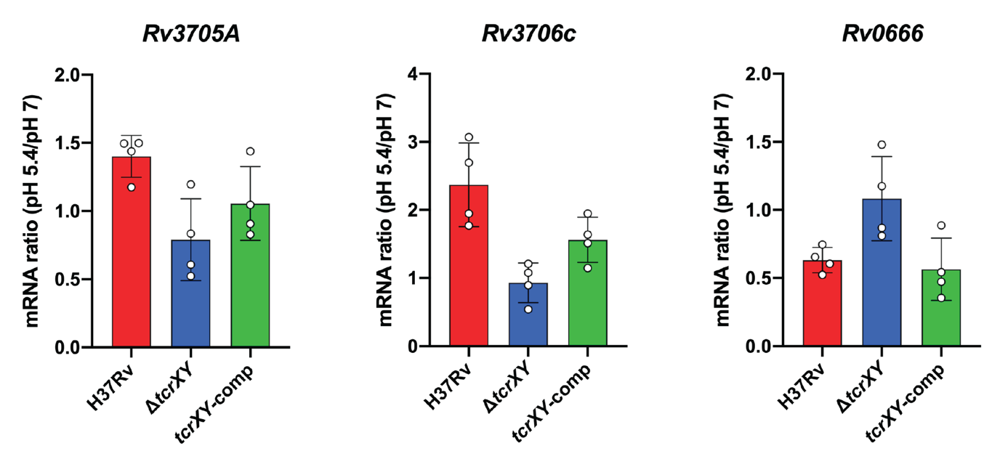 Rv3705A
mRNA ratio (pH 5.4/pH 7)
2.0
1.5
1.0
0.5
0.0
H37Rv
ΔtcrXY
tcrXY-comp
Rv3706c
mRNA ratio (pH 5.4/pH 7)
4
3
2
1
0
H37Rv
ΔtcrXY
tcrXY-comp
Rv0666
mRNA ratio (pH 5.4/pH 7)
2.0
1.5
1.0
0.5
0.0
H37Rv
ΔtcrXY
tcrXY-comp